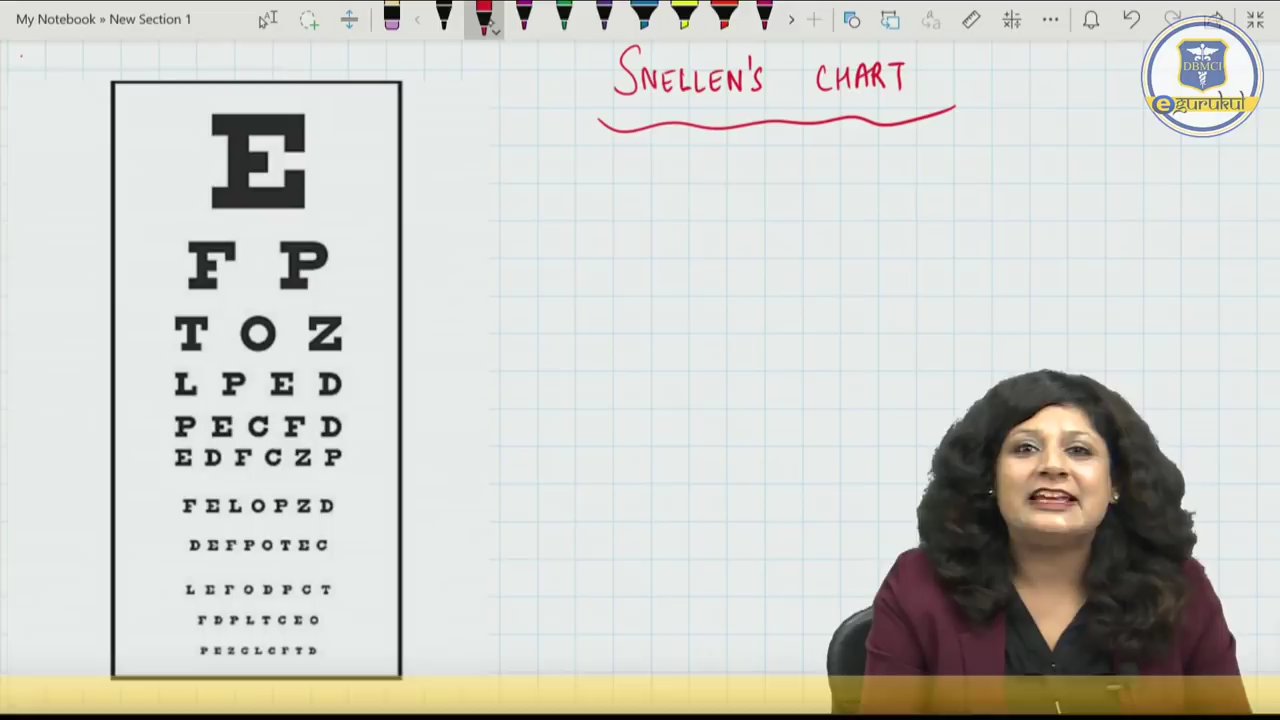 My Notebook » New Section 1
SNELLEN'S CHART
DBMCI
egurukul
E
F P
T O Z
L P E D
P E C F D
E D F C Z P
F E L O P Z D
D E F P O T E C
L E F O D P C T
F D P L T C E O
P E Z C L C F T D